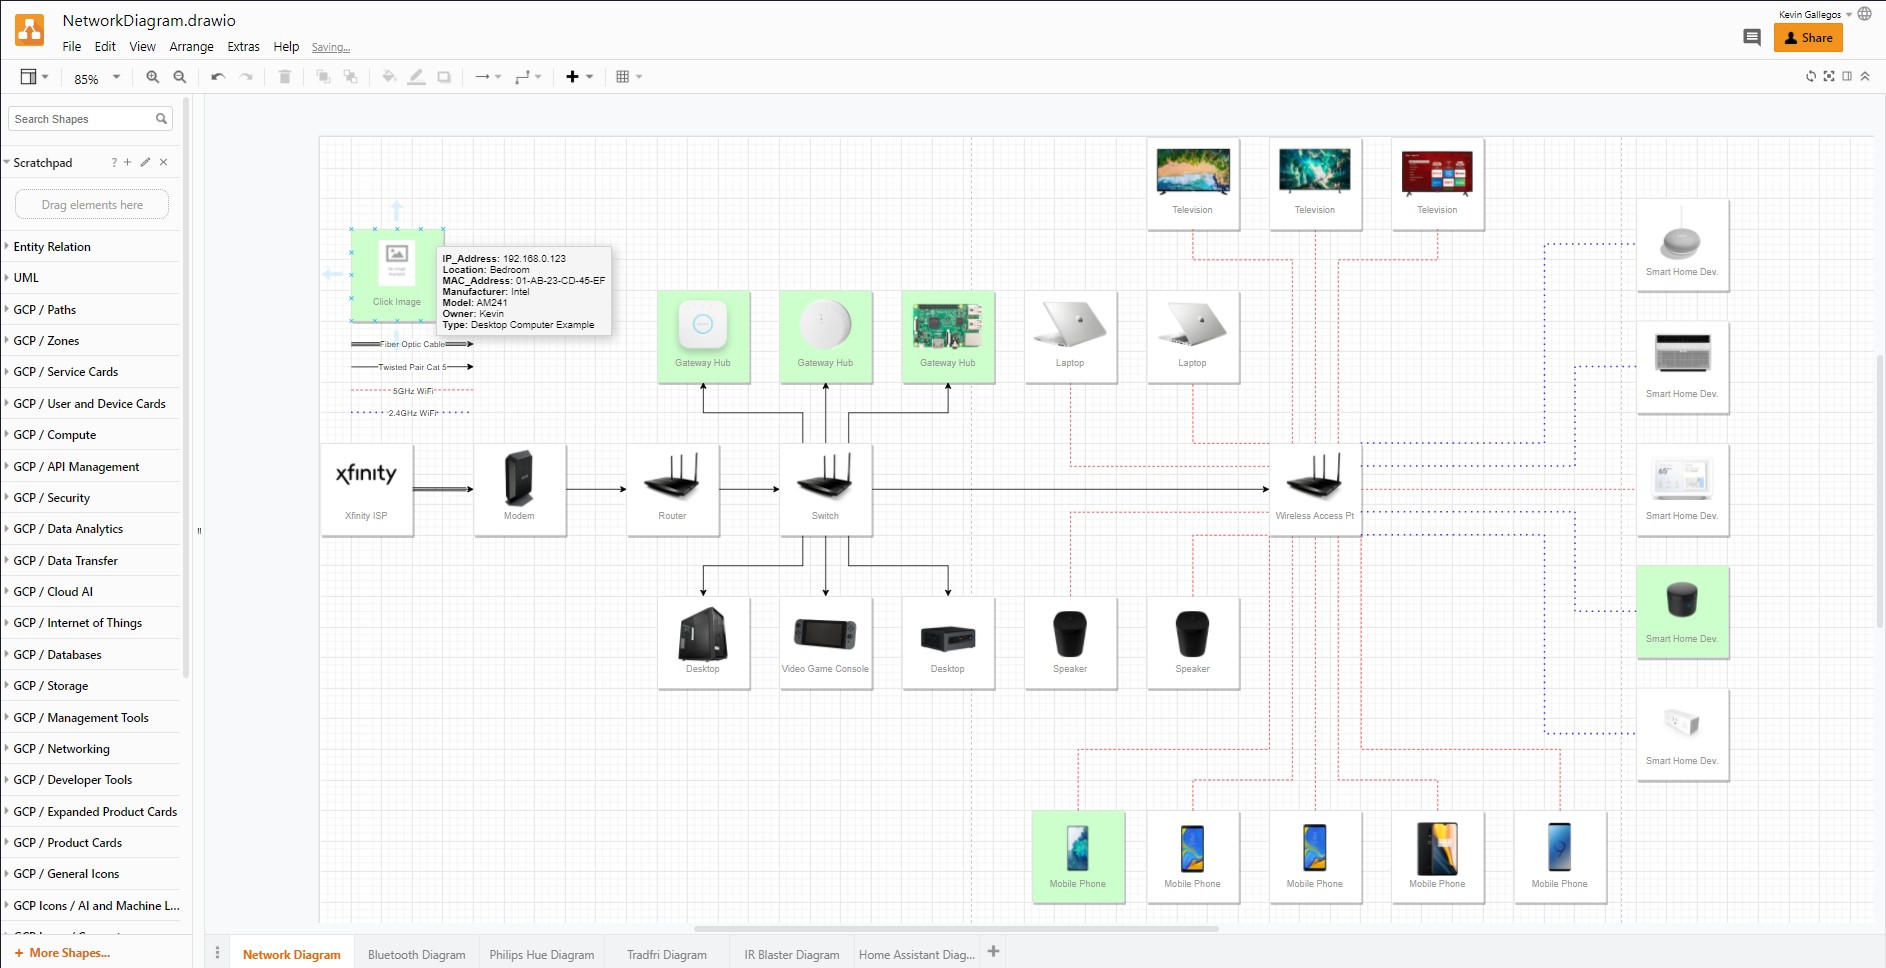 NetworkDiagram.drawio
Kevin Gallegos
File Edit View Arrange Extras Help Saving...
Share
85%
Search Shapes
Scratchpad ? + ×
Drag elements here
Entity Relation
UML
GCP / Paths
GCP / Zones
GCP / Service Cards
GCP / User and Device Cards
GCP / Compute
GCP / API Management
GCP / Security
GCP / Data Analytics
GCP / Data Transfer
GCP / Cloud AI
GCP / Internet of Things
GCP / Databases
GCP / Storage
GCP / Management Tools
GCP / Networking
GCP / Developer Tools
GCP / Expanded Product Cards
GCP / Product Cards
GCP / General Icons
GCP Icons / AI and Machine L...
+ More Shapes...
Click Image
IP_Address: 192.168.0.123
Location: Bedroom
MAC_Address: 01-AB-23-CD-45-EF
Manufacturer: Intel
Model: AM241
Owner: Kevin
Type: Desktop Computer Example
Fiber Optic Cable
Twisted Pair Cat 5
5GHz WiFi
2.4GHz WiFi
Television
Television
Television
Gateway Hub
Gateway Hub
Gateway Hub
Laptop
Laptop
xfinity
Xfinity ISP
Modem
Router
Switch
Wireless Access Pt
Desktop
Video Game Console
Desktop
Speaker
Speaker
Smart Home Dev.
Smart Home Dev.
65°
Smart Home Dev.
Smart Home Dev.
Smart Home Dev.
Mobile Phone
Mobile Phone
Mobile Phone
Mobile Phone
Mobile Phone
Network Diagram
Bluetooth Diagram
Philips Hue Diagram
Tradfri Diagram
IR Blaster Diagram
Home Assistant Diag...